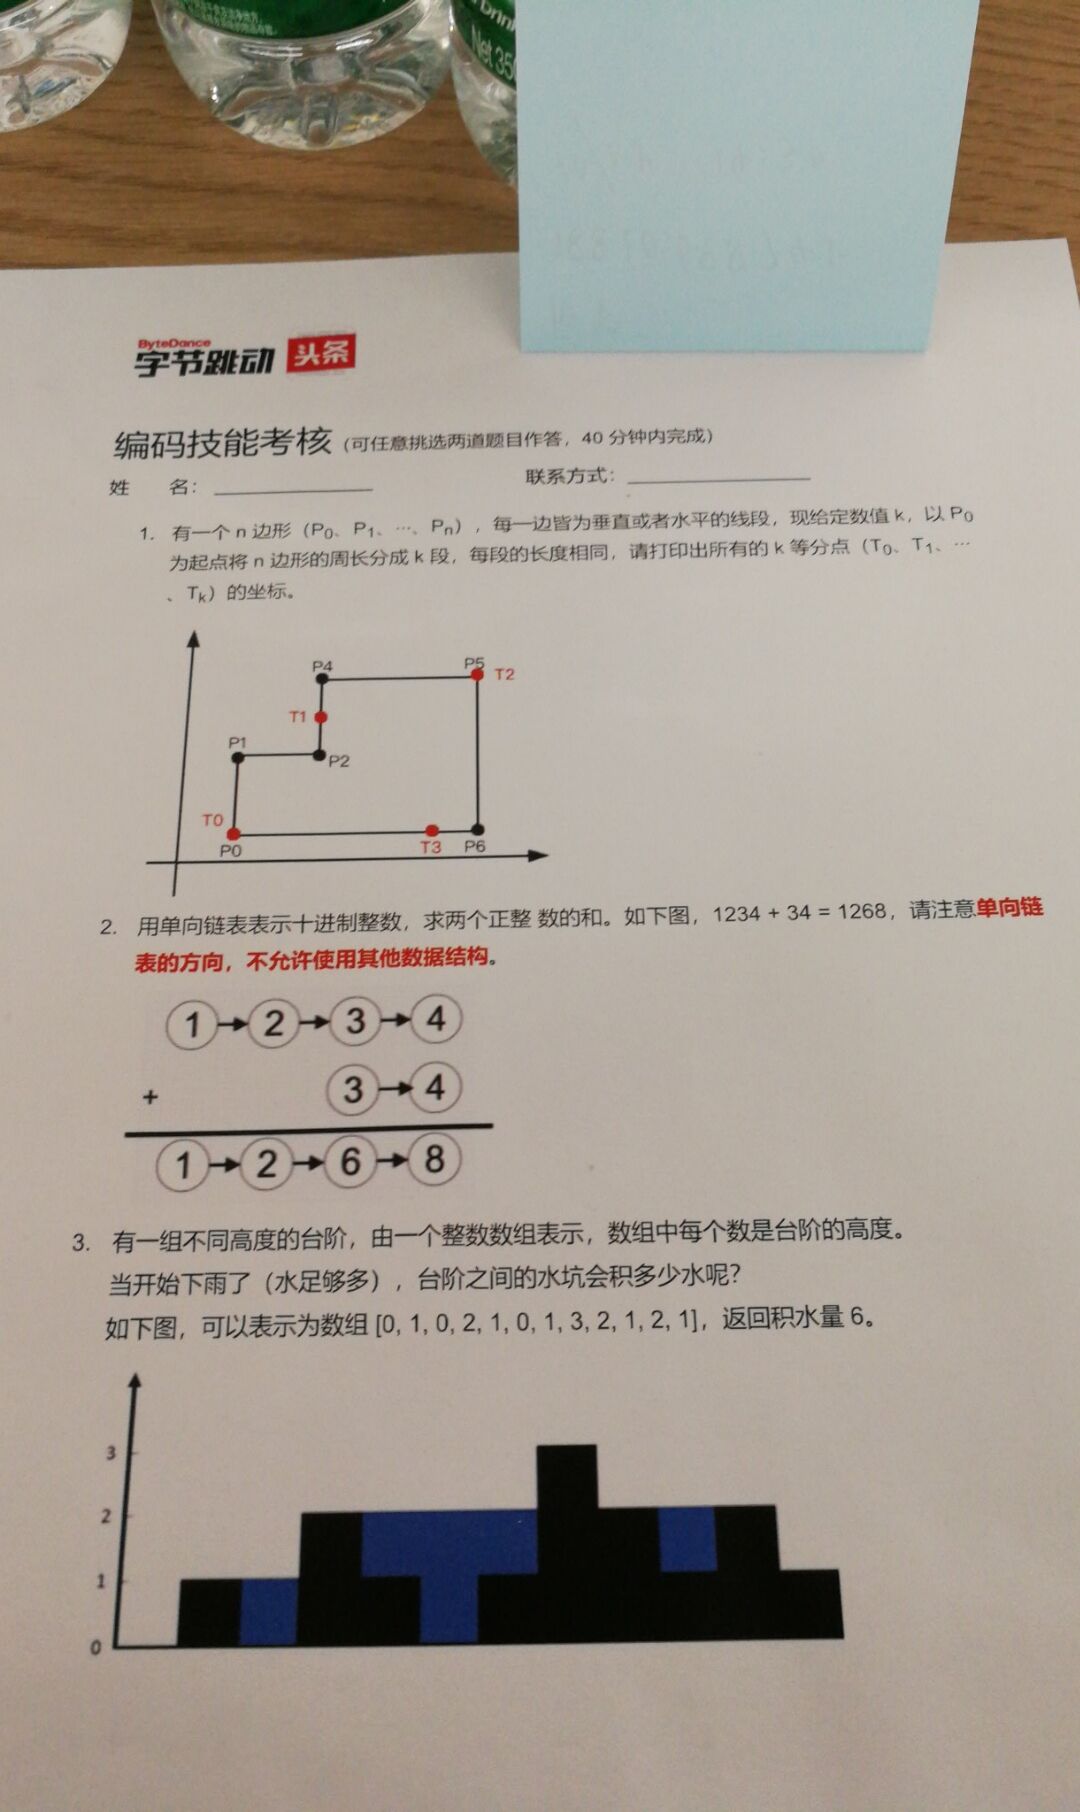 Drink
Net 350
ByteDance
字节跳动 头条
编码技能考核（可任意挑选两道题目作答，40 分钟内完成）
姓 名： 联系方式：
1. 有一个 n 边形（P0、P1、…、Pn），每一边皆为垂直或者水平的线段，现给定数值 k，以 P0
为起点将 n 边形的周长分成 k 段，每段的长度相同，请打印出所有的 k 等分点（T0、T1、…
、Tk）的坐标。
P4 P5 T2
T1
P1 P2
T0
P0 T3 P6
2. 用单向链表表示十进制整数，求两个正整 数的和。如下图，1234 + 34 = 1268，请注意单向链
表的方向，不允许使用其他数据结构。
1 2 3 4
+ 3 4
1 2 6 8
3. 有一组不同高度的台阶，由一个整数数组表示，数组中每个数是台阶的高度。
当开始下雨了（水足够多），台阶之间的水坑会积多少水呢？
如下图，可以表示为数组 [0, 1, 0, 2, 1, 0, 1, 3, 2, 1, 2, 1]，返回积水量 6。
3
2
1
0